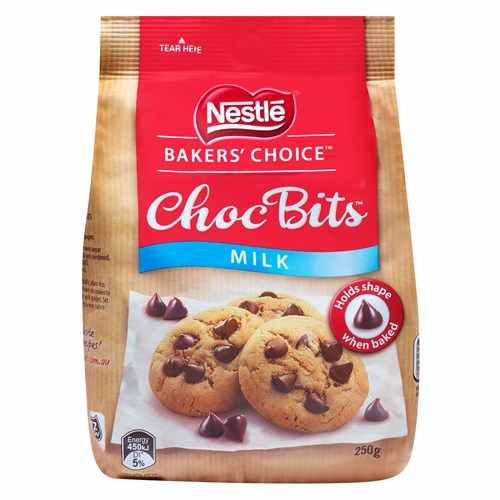 TEAR HERE
Nestlé
BAKERS' CHOICE™
Choc Bits™
MILK
Holds shape
when baked
Energy
450kJ
DI*
5%
250g